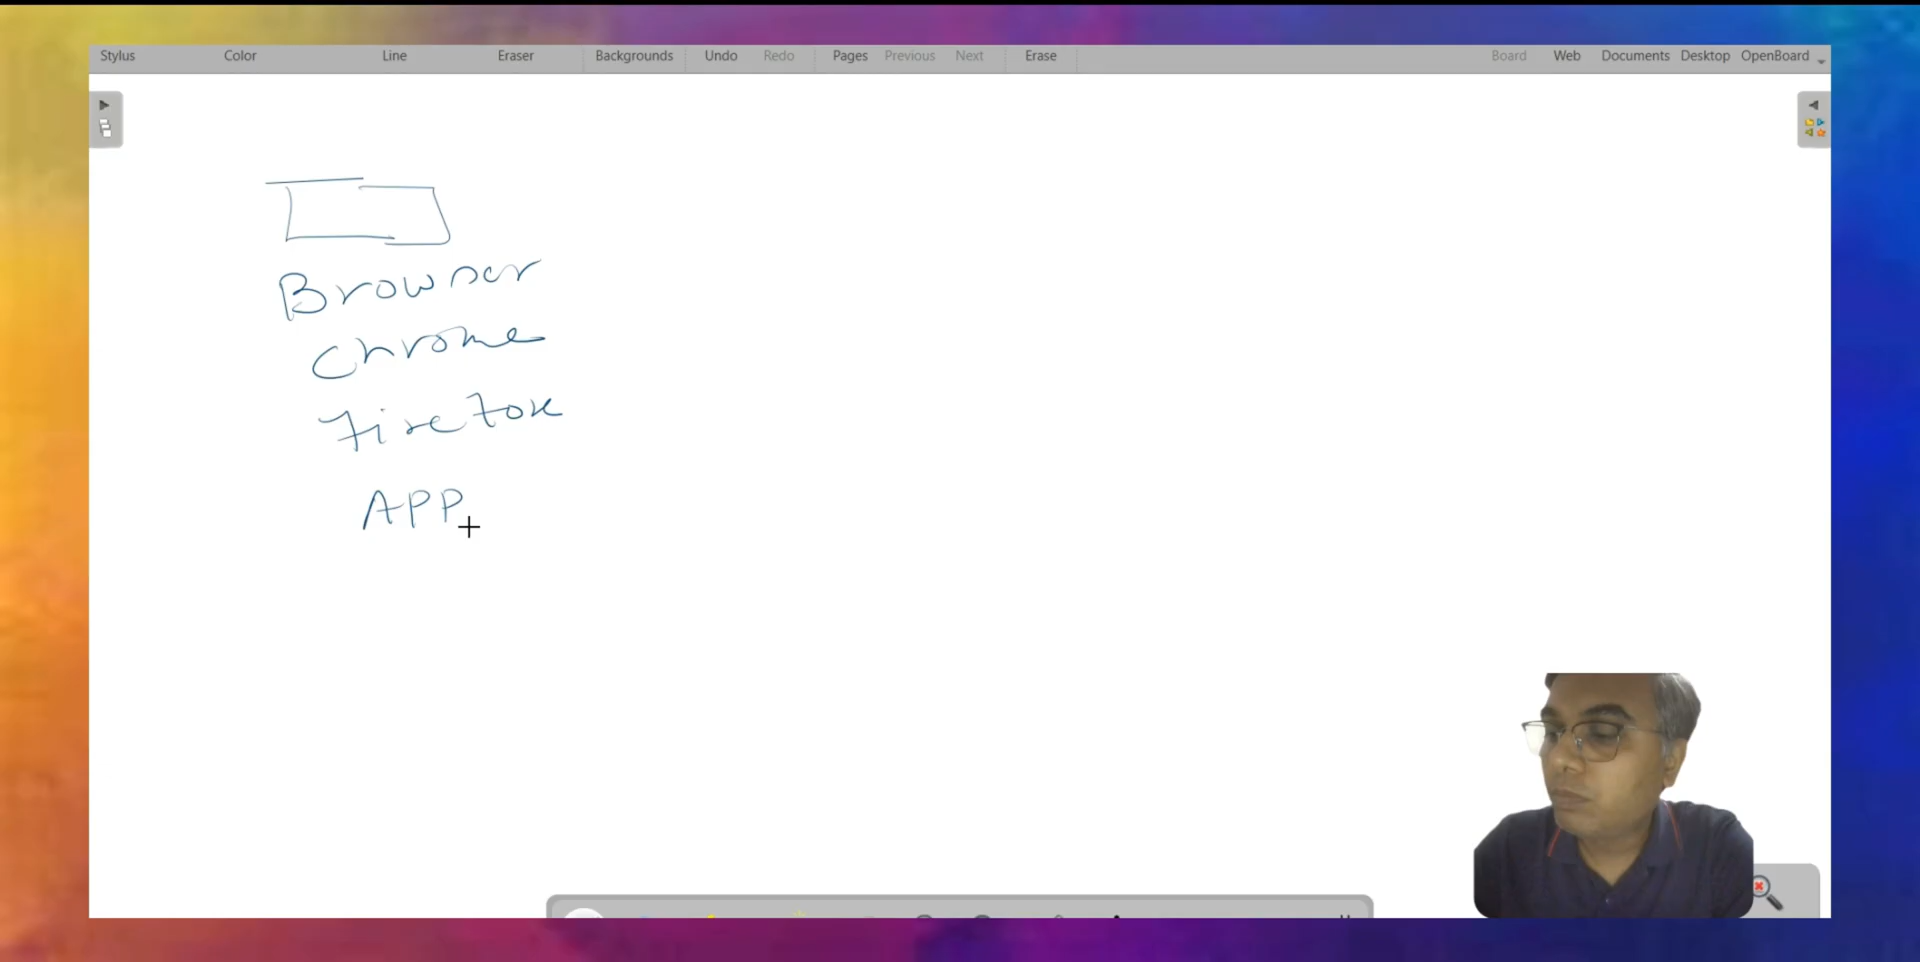 Stylus Color Line Eraser Backgrounds Undo Redo Pages Previous Next Erase Board Web Documents Desktop OpenBoard
Browser
Chrome
Firefox
APP